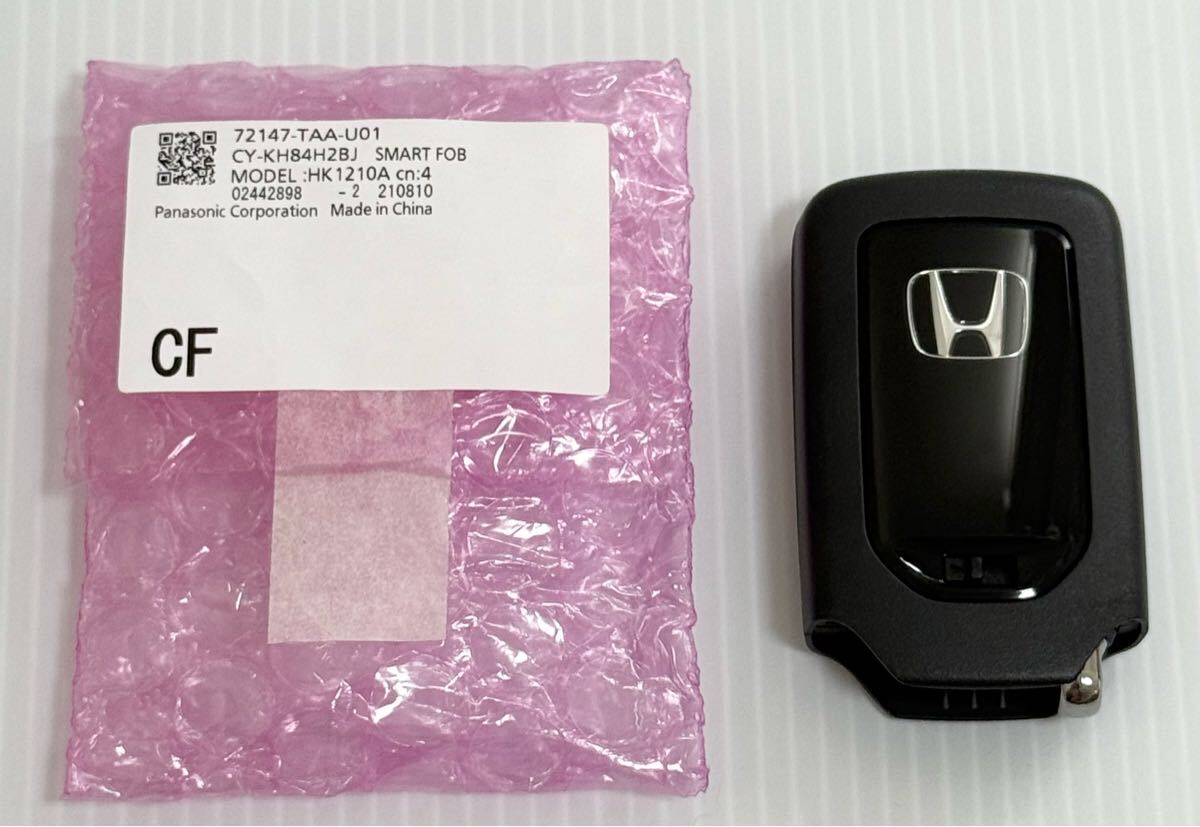 72147-TAA-U01
CY-KH84H2BJ SMART FOB
MODEL :HK1210A cn:4
02442898 - 2 210810
Panasonic Corporation Made in China
CF